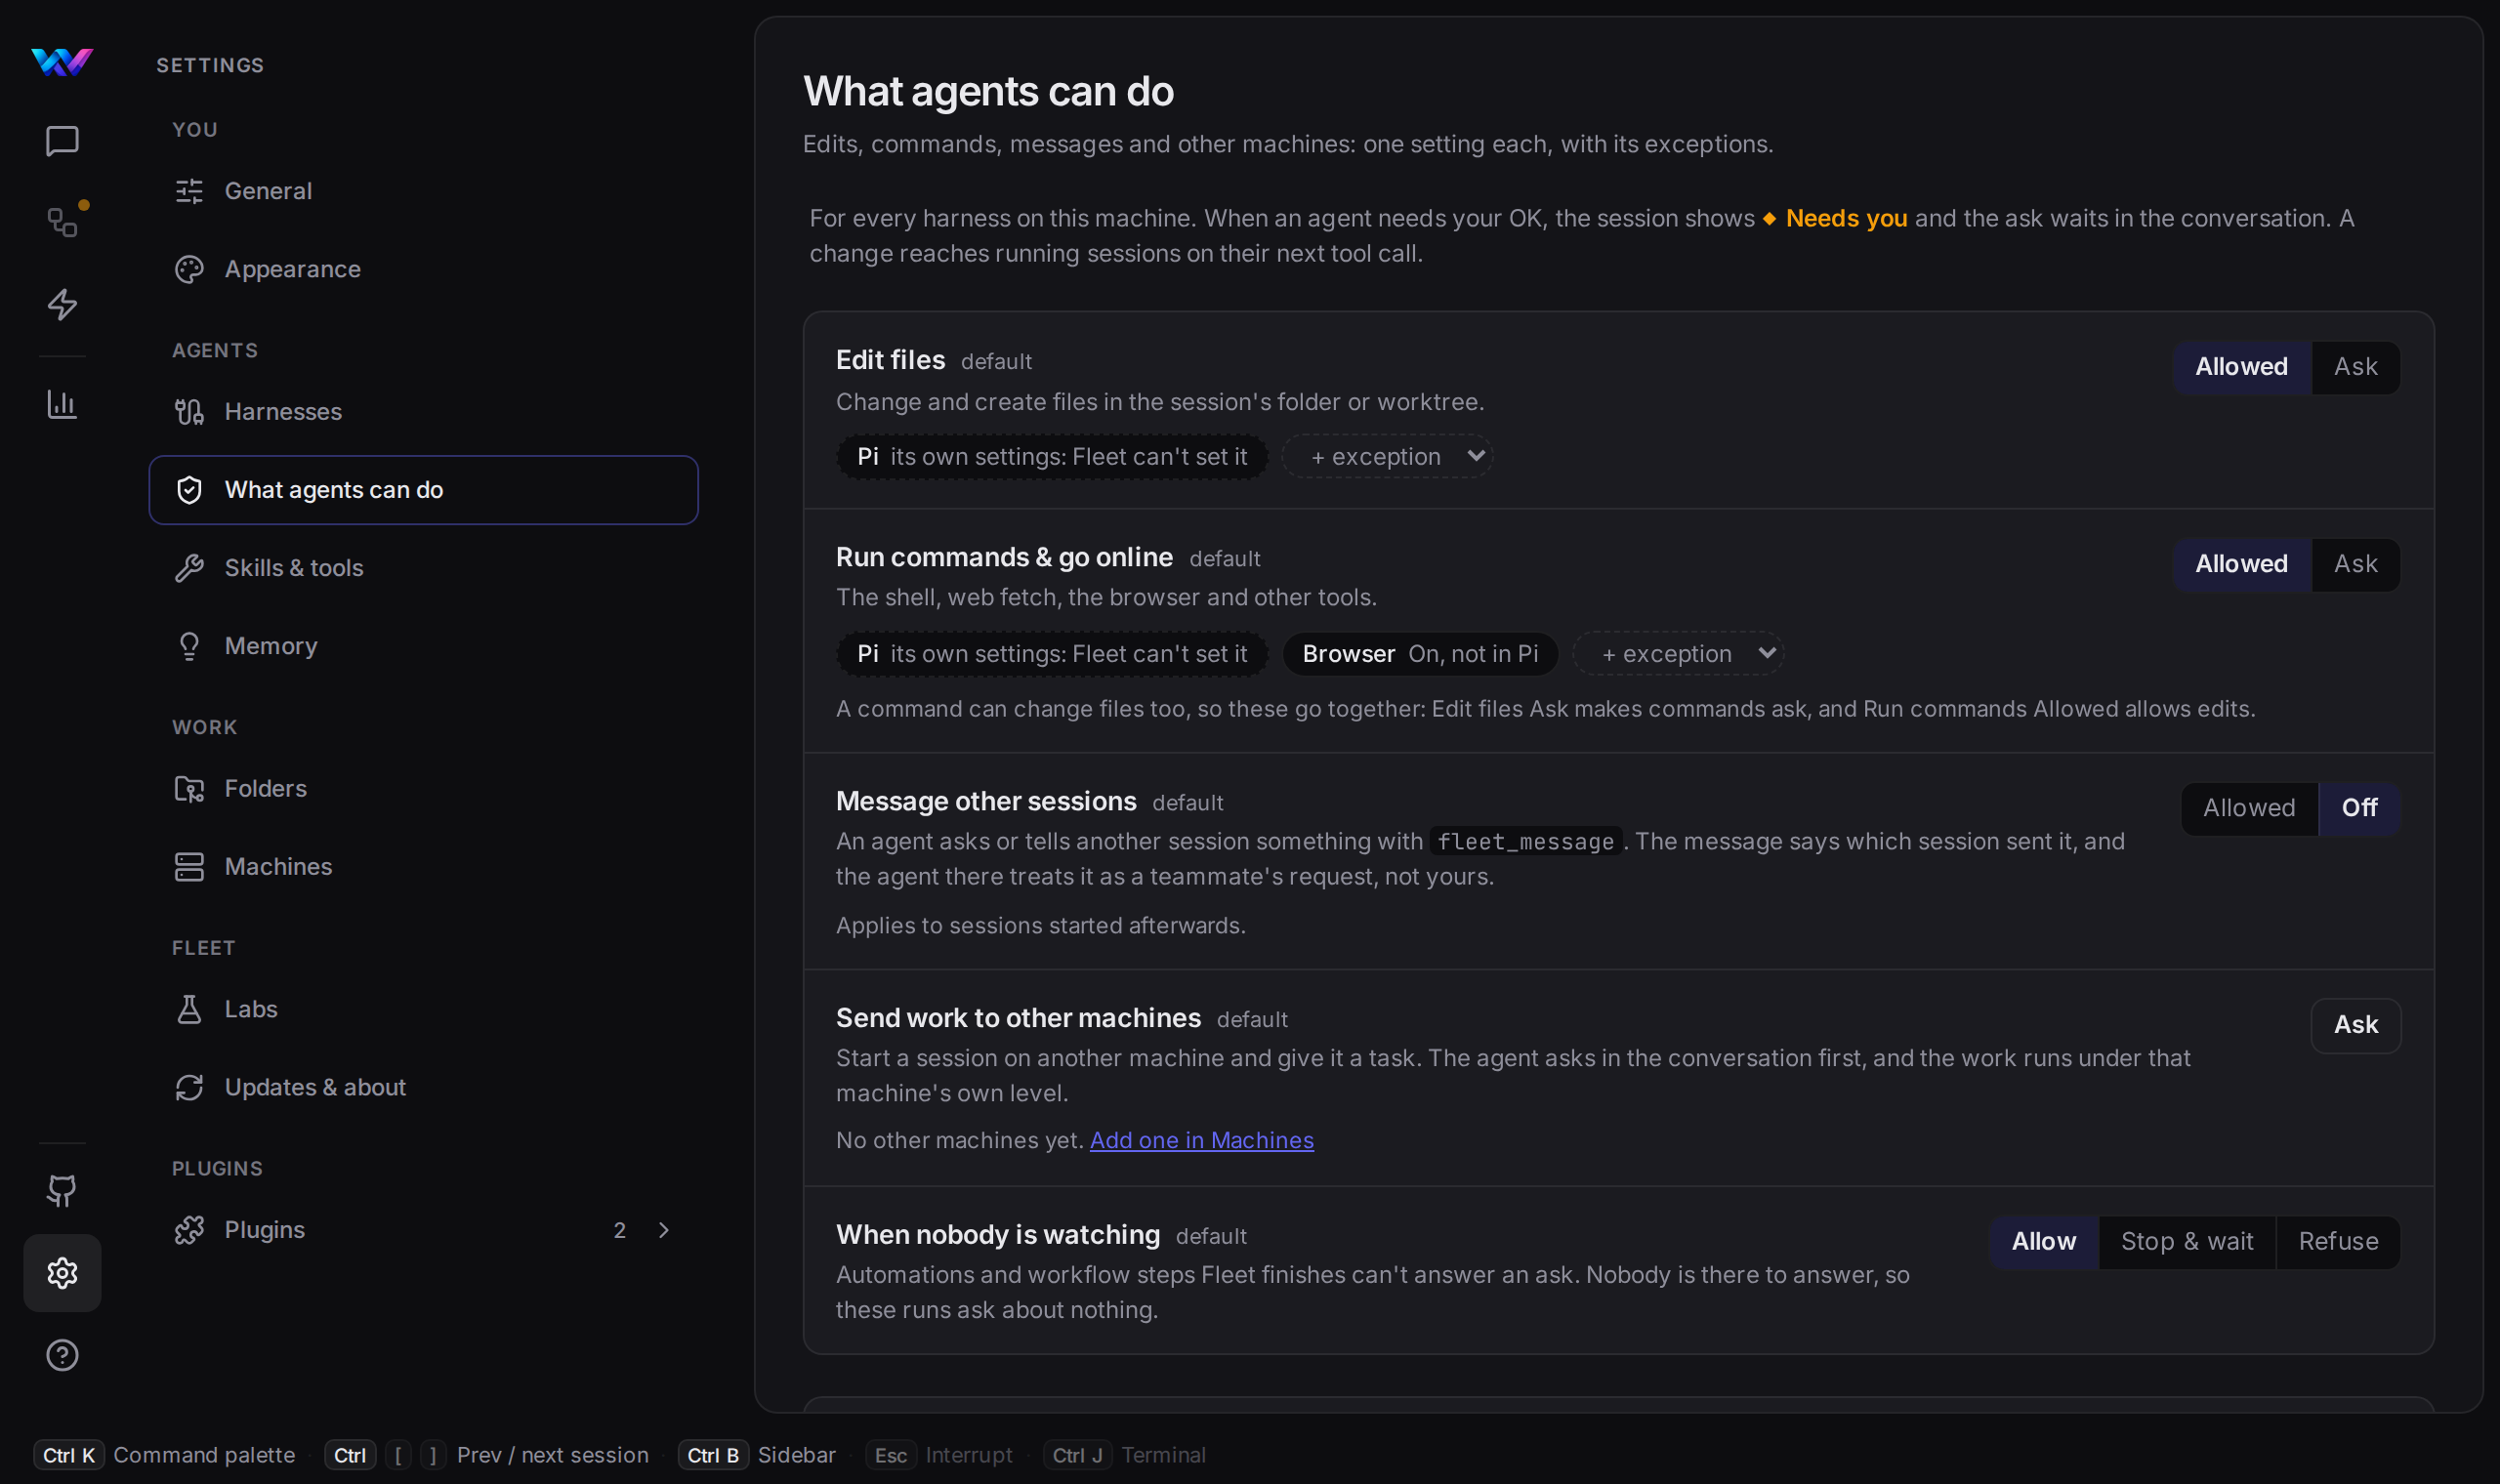 SETTINGS
YOU
General
Appearance
AGENTS
Harnesses
What agents can do
Skills & tools
Memory
WORK
Folders
Machines
FLEET
Labs
Updates & about
PLUGINS
Plugins 2
What agents can do
Edits, commands, messages and other machines: one setting each, with its exceptions.
For every harness on this machine. When an agent needs your OK, the session shows ◆ Needs you and the ask waits in the conversation. A
change reaches running sessions on their next tool call.
Edit files default
Allowed Ask
Change and create files in the session's folder or worktree.
Pi its own settings: Fleet can't set it + exception
Run commands & go online default
Allowed Ask
The shell, web fetch, the browser and other tools.
Pi its own settings: Fleet can't set it Browser On, not in Pi + exception
A command can change files too, so these go together: Edit files Ask makes commands ask, and Run commands Allowed allows edits.
Message other sessions default
Allowed Off
An agent asks or tells another session something with fleet_message. The message says which session sent it, and
the agent there treats it as a teammate's request, not yours.
Applies to sessions started afterwards.
Send work to other machines default
Ask
Start a session on another machine and give it a task. The agent asks in the conversation first, and the work runs under that
machine's own level.
No other machines yet. Add one in Machines
When nobody is watching default
Allow Stop & wait Refuse
Automations and workflow steps Fleet finishes can't answer an ask. Nobody is there to answer, so
these runs ask about nothing.
Ctrl K Command palette · Ctrl [ ] Prev / next session · Ctrl B Sidebar · Esc Interrupt · Ctrl J Terminal